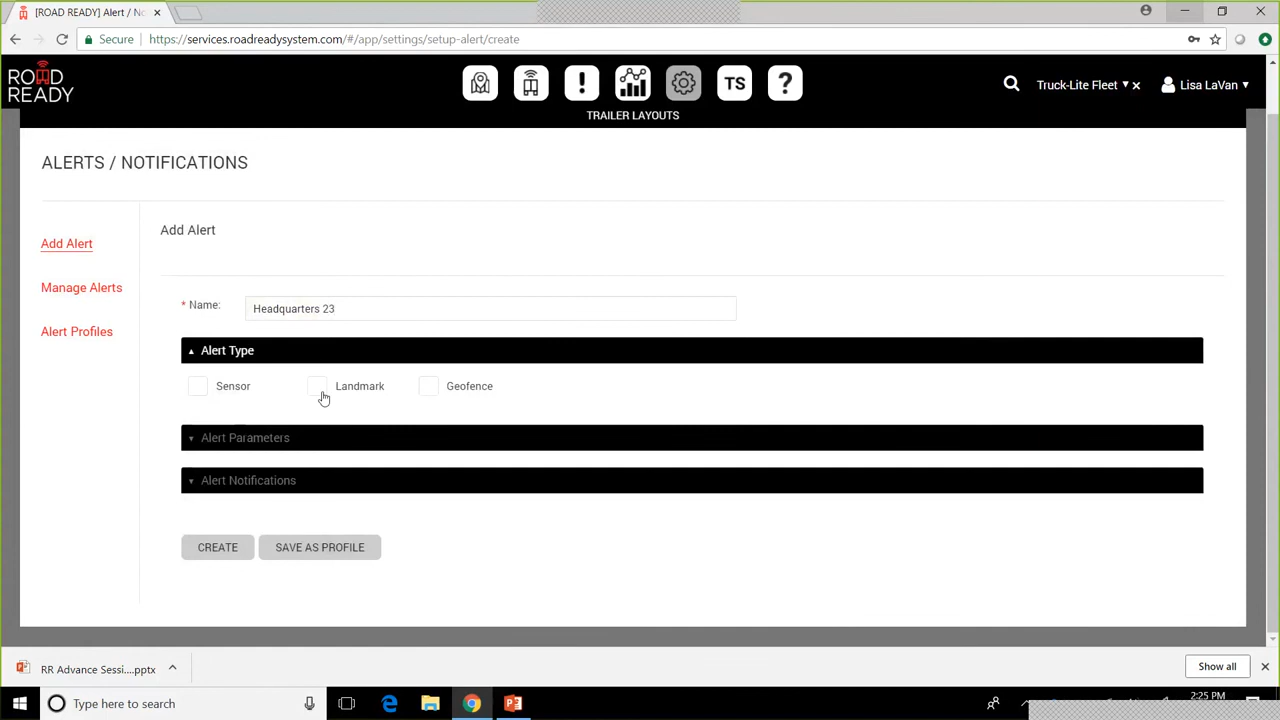 [ROAD READY] Alert / No
Secure
https://services.roadreadysystem.com/#/app/settings/setup-alert/create
ROAD READY
!
TS
?
Truck-Lite Fleet
Lisa LaVan
TRAILER LAYOUTS
ALERTS / NOTIFICATIONS
Add Alert
Manage Alerts
Alert Profiles
Add Alert
* Name:
Headquarters 23
Alert Type
Sensor
Landmark
Geofence
Alert Parameters
Alert Notifications
CREATE
SAVE AS PROFILE
RR Advance Sessi....pptx
Show all
Type here to search
2:25 PM